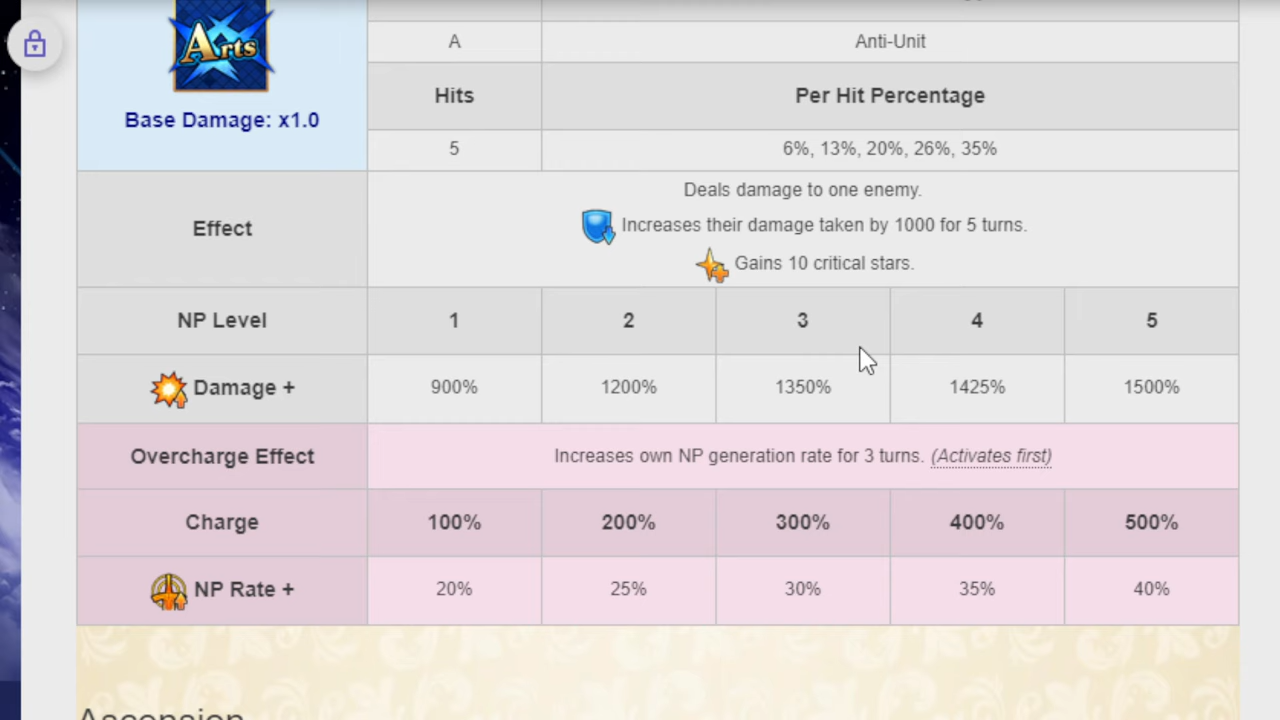 Arts
Base Damage: x1.0
A
Anti-Unit
Hits
Per Hit Percentage
5
6%, 13%, 20%, 26%, 35%
Effect
Deals damage to one enemy.
Increases their damage taken by 1000 for 5 turns.
Gains 10 critical stars.
NP Level
1
2
3
4
5
Damage +
900%
1200%
1350%
1425%
1500%
Overcharge Effect
Increases own NP generation rate for 3 turns. (Activates first)
Charge
100%
200%
300%
400%
500%
NP Rate +
20%
25%
30%
35%
40%
Ascension